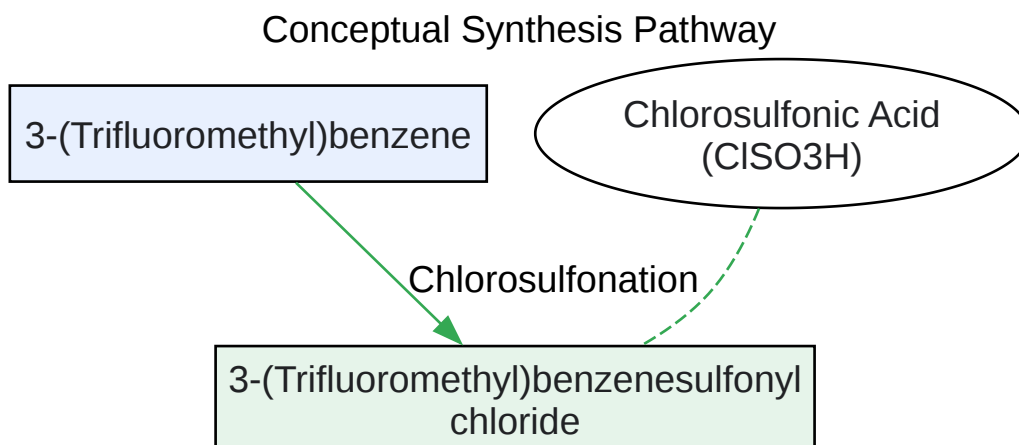 Conceptual Synthesis Pathway
3-(Trifluoromethyl)benzene
Chlorosulfonic Acid
(ClSO3H)
Chlorosulfonation
3-(Trifluoromethyl)benzenesulfonyl
chloride